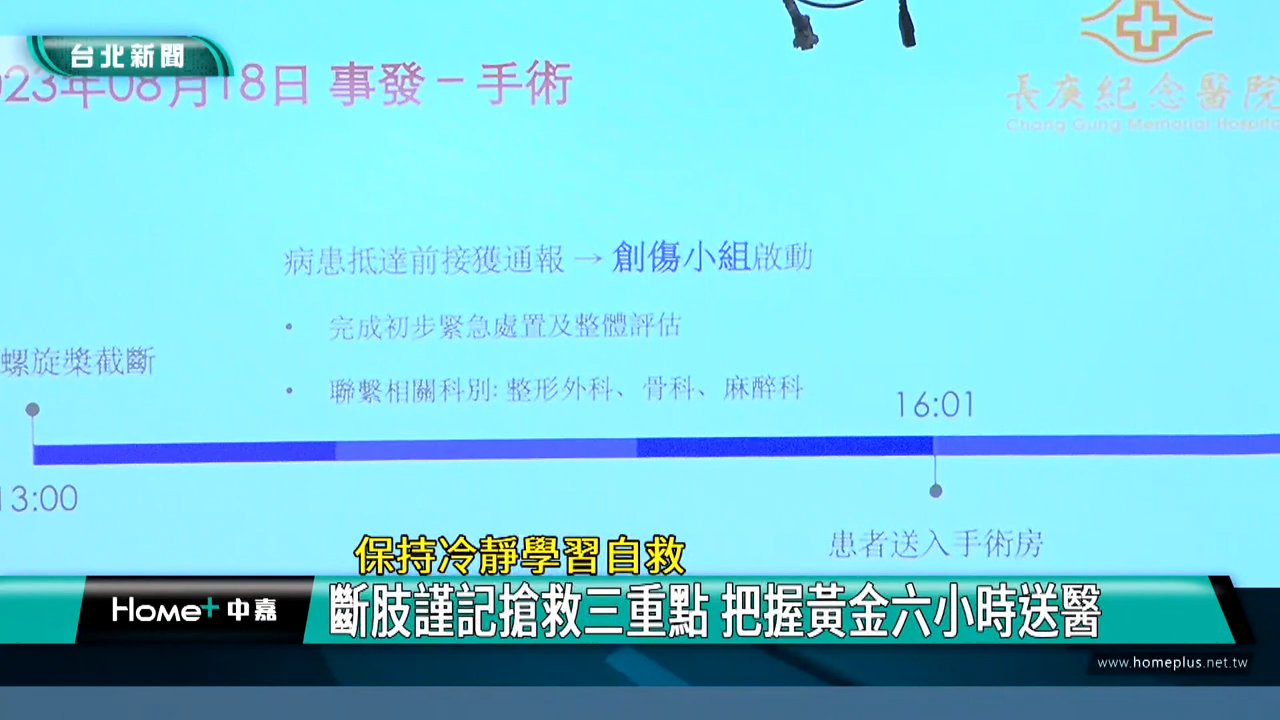 台北新聞
023年08月18日 事發－手術
長庚紀念醫院
Chang Gung Memorial Hospital
病患抵達前接獲通報 → 創傷小組啟動
• 完成初步緊急處置及整體評估
螺旋槳截斷
• 聯繫相關科別: 整形外科、骨科、麻醉科
16:01
13:00
患者送入手術房
保持冷靜學習自救
Home+ 中嘉
斷肢謹記搶救三重點 把握黃金六小時送醫
www.homeplus.net.tw